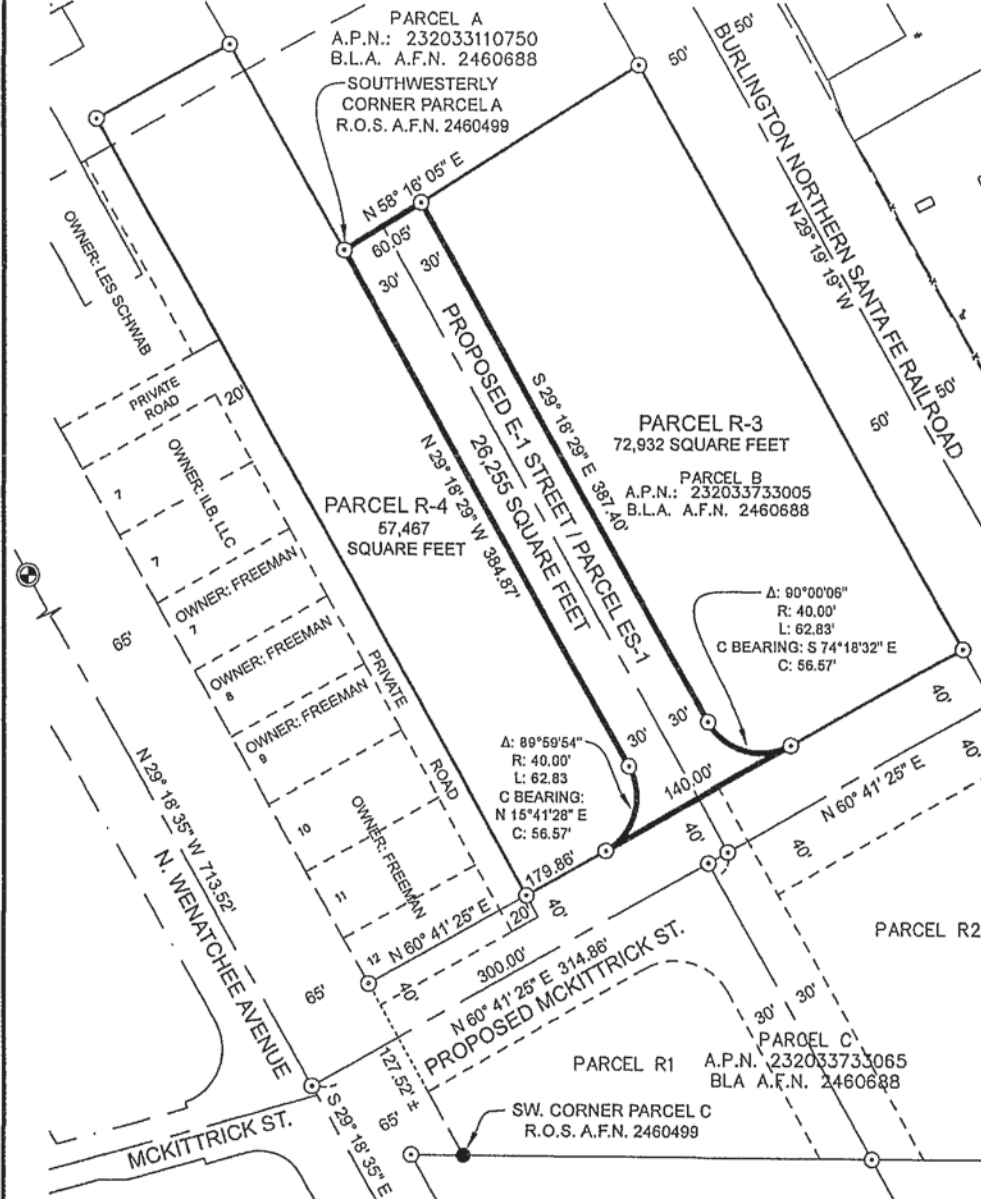 PARCEL A
A.P.N.: 232033110750
B.L.A. A.F.N. 2460688
SOUTHWESTERLY
CORNER PARCEL A
R.O.S. A.F.N. 2460499
50'
50'
BURLINGTON NORTHERN SANTA FE RAILROAD
N 29° 19' 19" W
50'
50'
N 58° 16' 05" E
60.05'
30'
30'
OWNER: LES SCHWAB
PRIVATE
ROAD
20'
PROPOSED E-1 STREET / PARCEL ES-1
26,255 SQUARE FEET
S 29° 18' 29" E 387.40'
N 29° 18' 29" W 384.87'
PARCEL R-3
72,932 SQUARE FEET
PARCEL B
A.P.N.: 232033733005
B.L.A. A.F.N. 2460688
PARCEL R-4
57,467
SQUARE FEET
7
OWNER: ILB, LLC
7
OWNER: FREEMAN
7
OWNER: FREEMAN
8
OWNER: FREEMAN
9
PRIVATE
ROAD
10
OWNER: FREEMAN
11
12
65'
Δ: 90°00'06"
R: 40.00'
L: 62.83'
C BEARING: S 74°18'32" E
C: 56.57'
30'
30'
Δ: 89°59'54"
R: 40.00'
L: 62.83
C BEARING:
N 15°41'28" E
C: 56.57'
140.00'
40'
40'
N 60° 41' 25" E
40'
40'
179.86'
20'
40'
N 60° 41' 25" E
40'
300.00'
N 60° 41' 25" E 314.86'
PROPOSED MCKITTRICK ST.
N 29° 18' 35" W 713.52'
N. WENATCHEE AVENUE
65'
PARCEL R2
30'
30'
PARCEL C
A.P.N. 232033733065
BLA A.F.N. 2460688
PARCEL R1
127.52' ±
65'
S 29° 18' 35" E
MCKITTRICK ST.
SW. CORNER PARCEL C
R.O.S. A.F.N. 2460499